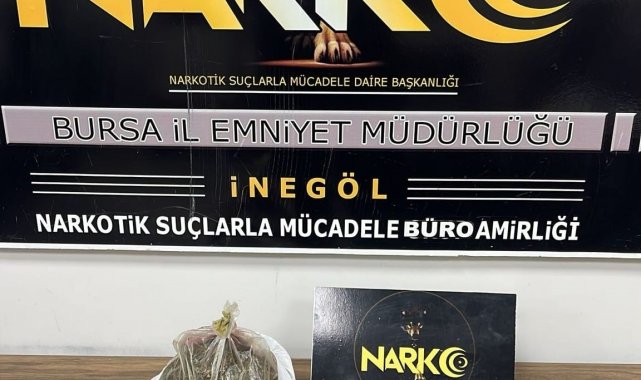 NARKO
NARKOTİK SUÇLARLA MÜCADELE DAİRE BAŞKANLIĞI
BURSA İL EMNİYET MÜDÜRLÜĞÜ
İNEGÖL
NARKOTİK SUÇLARLA MÜCADELE BÜRO AMİRLİĞİ
NARKO